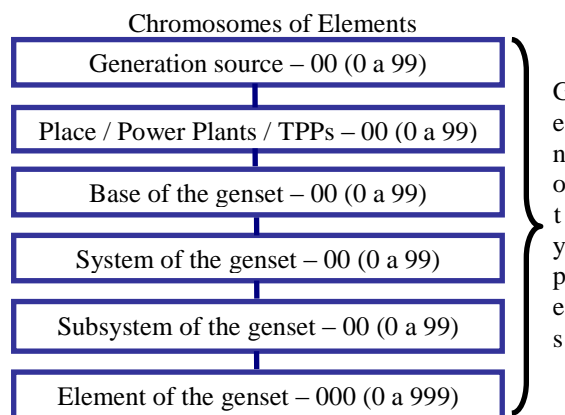 Chromosomes of Elements
Generation source – 00 (0 a 99)
Place / Power Plants / TPPs – 00 (0 a 99)
Base of the genset – 00 (0 a 99)
System of the genset – 00 (0 a 99)
Subsystem of the genset – 00 (0 a 99)
Element of the genset – 000 (0 a 999)
G
e
n
o
t
y
p
e
s